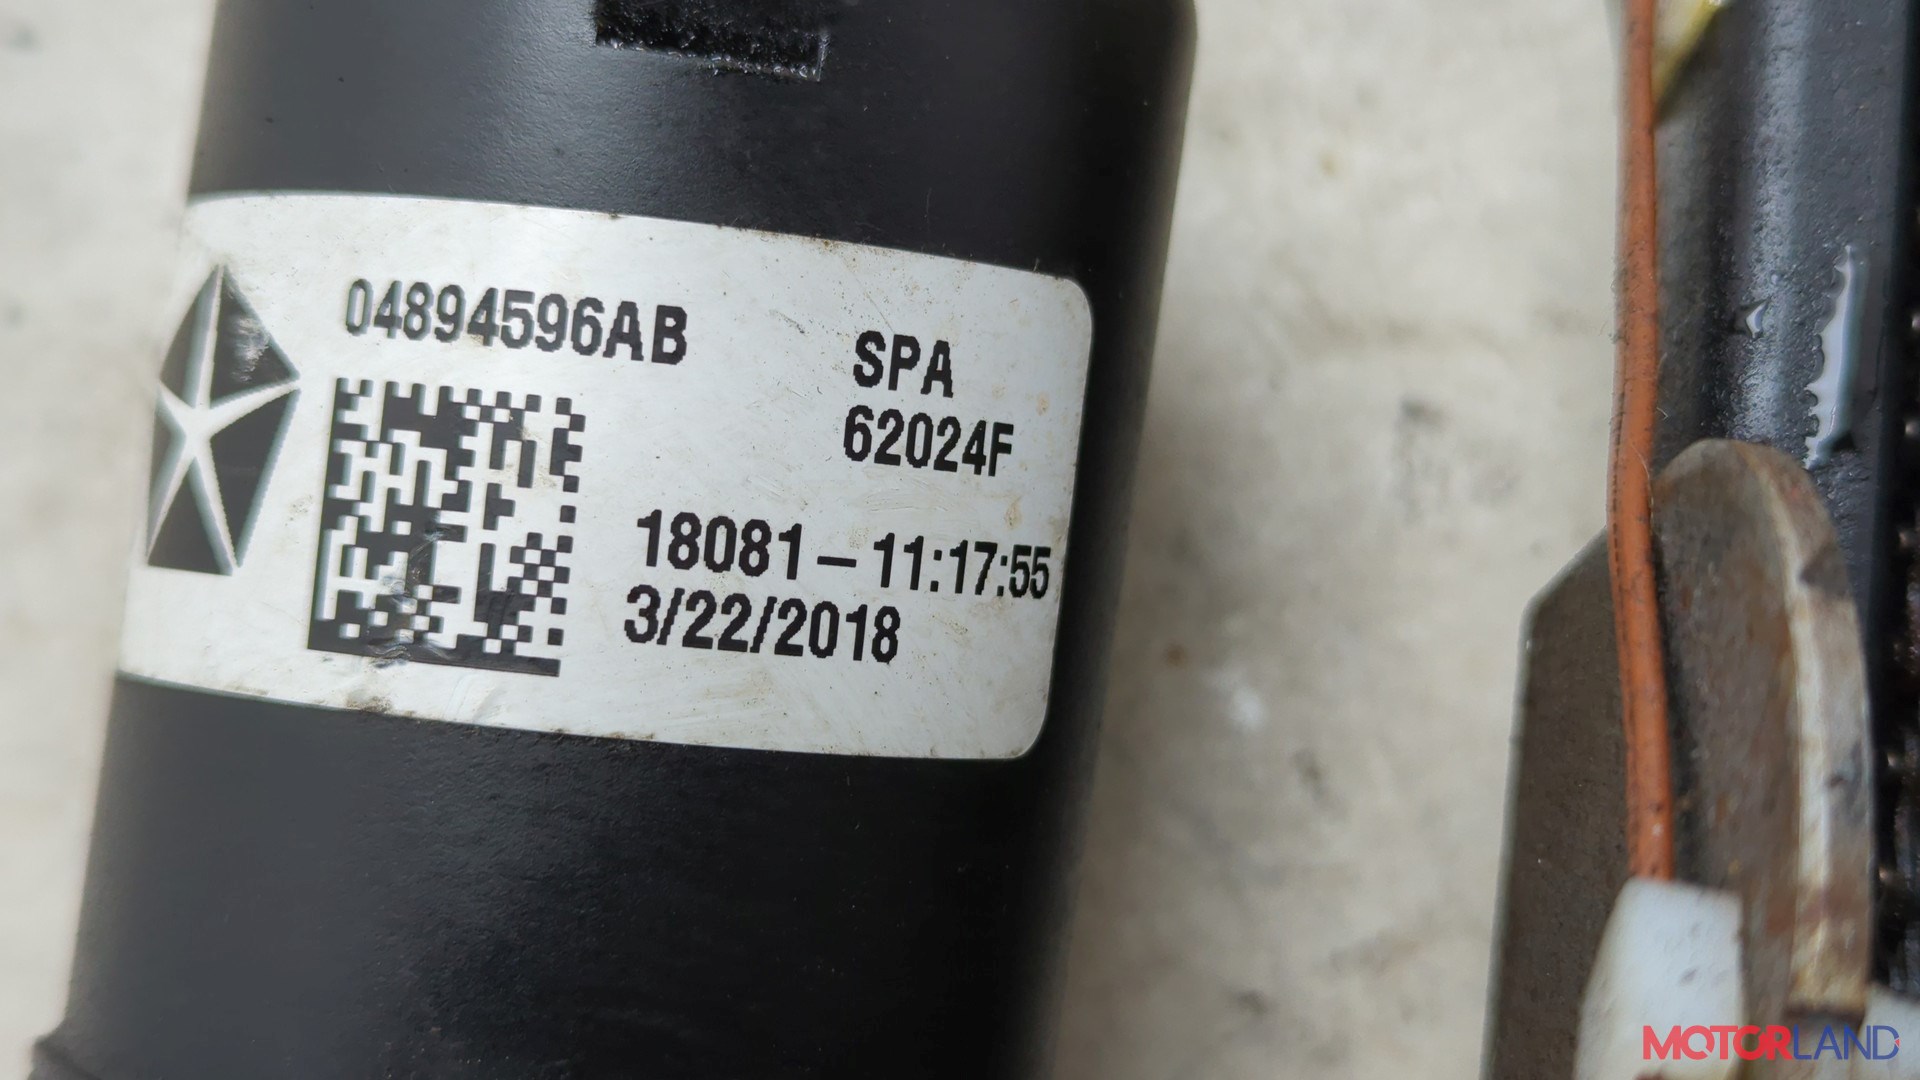 04894596AB
SPA
62024F
18081-11:17:55
3/22/2018
MOTORLAND